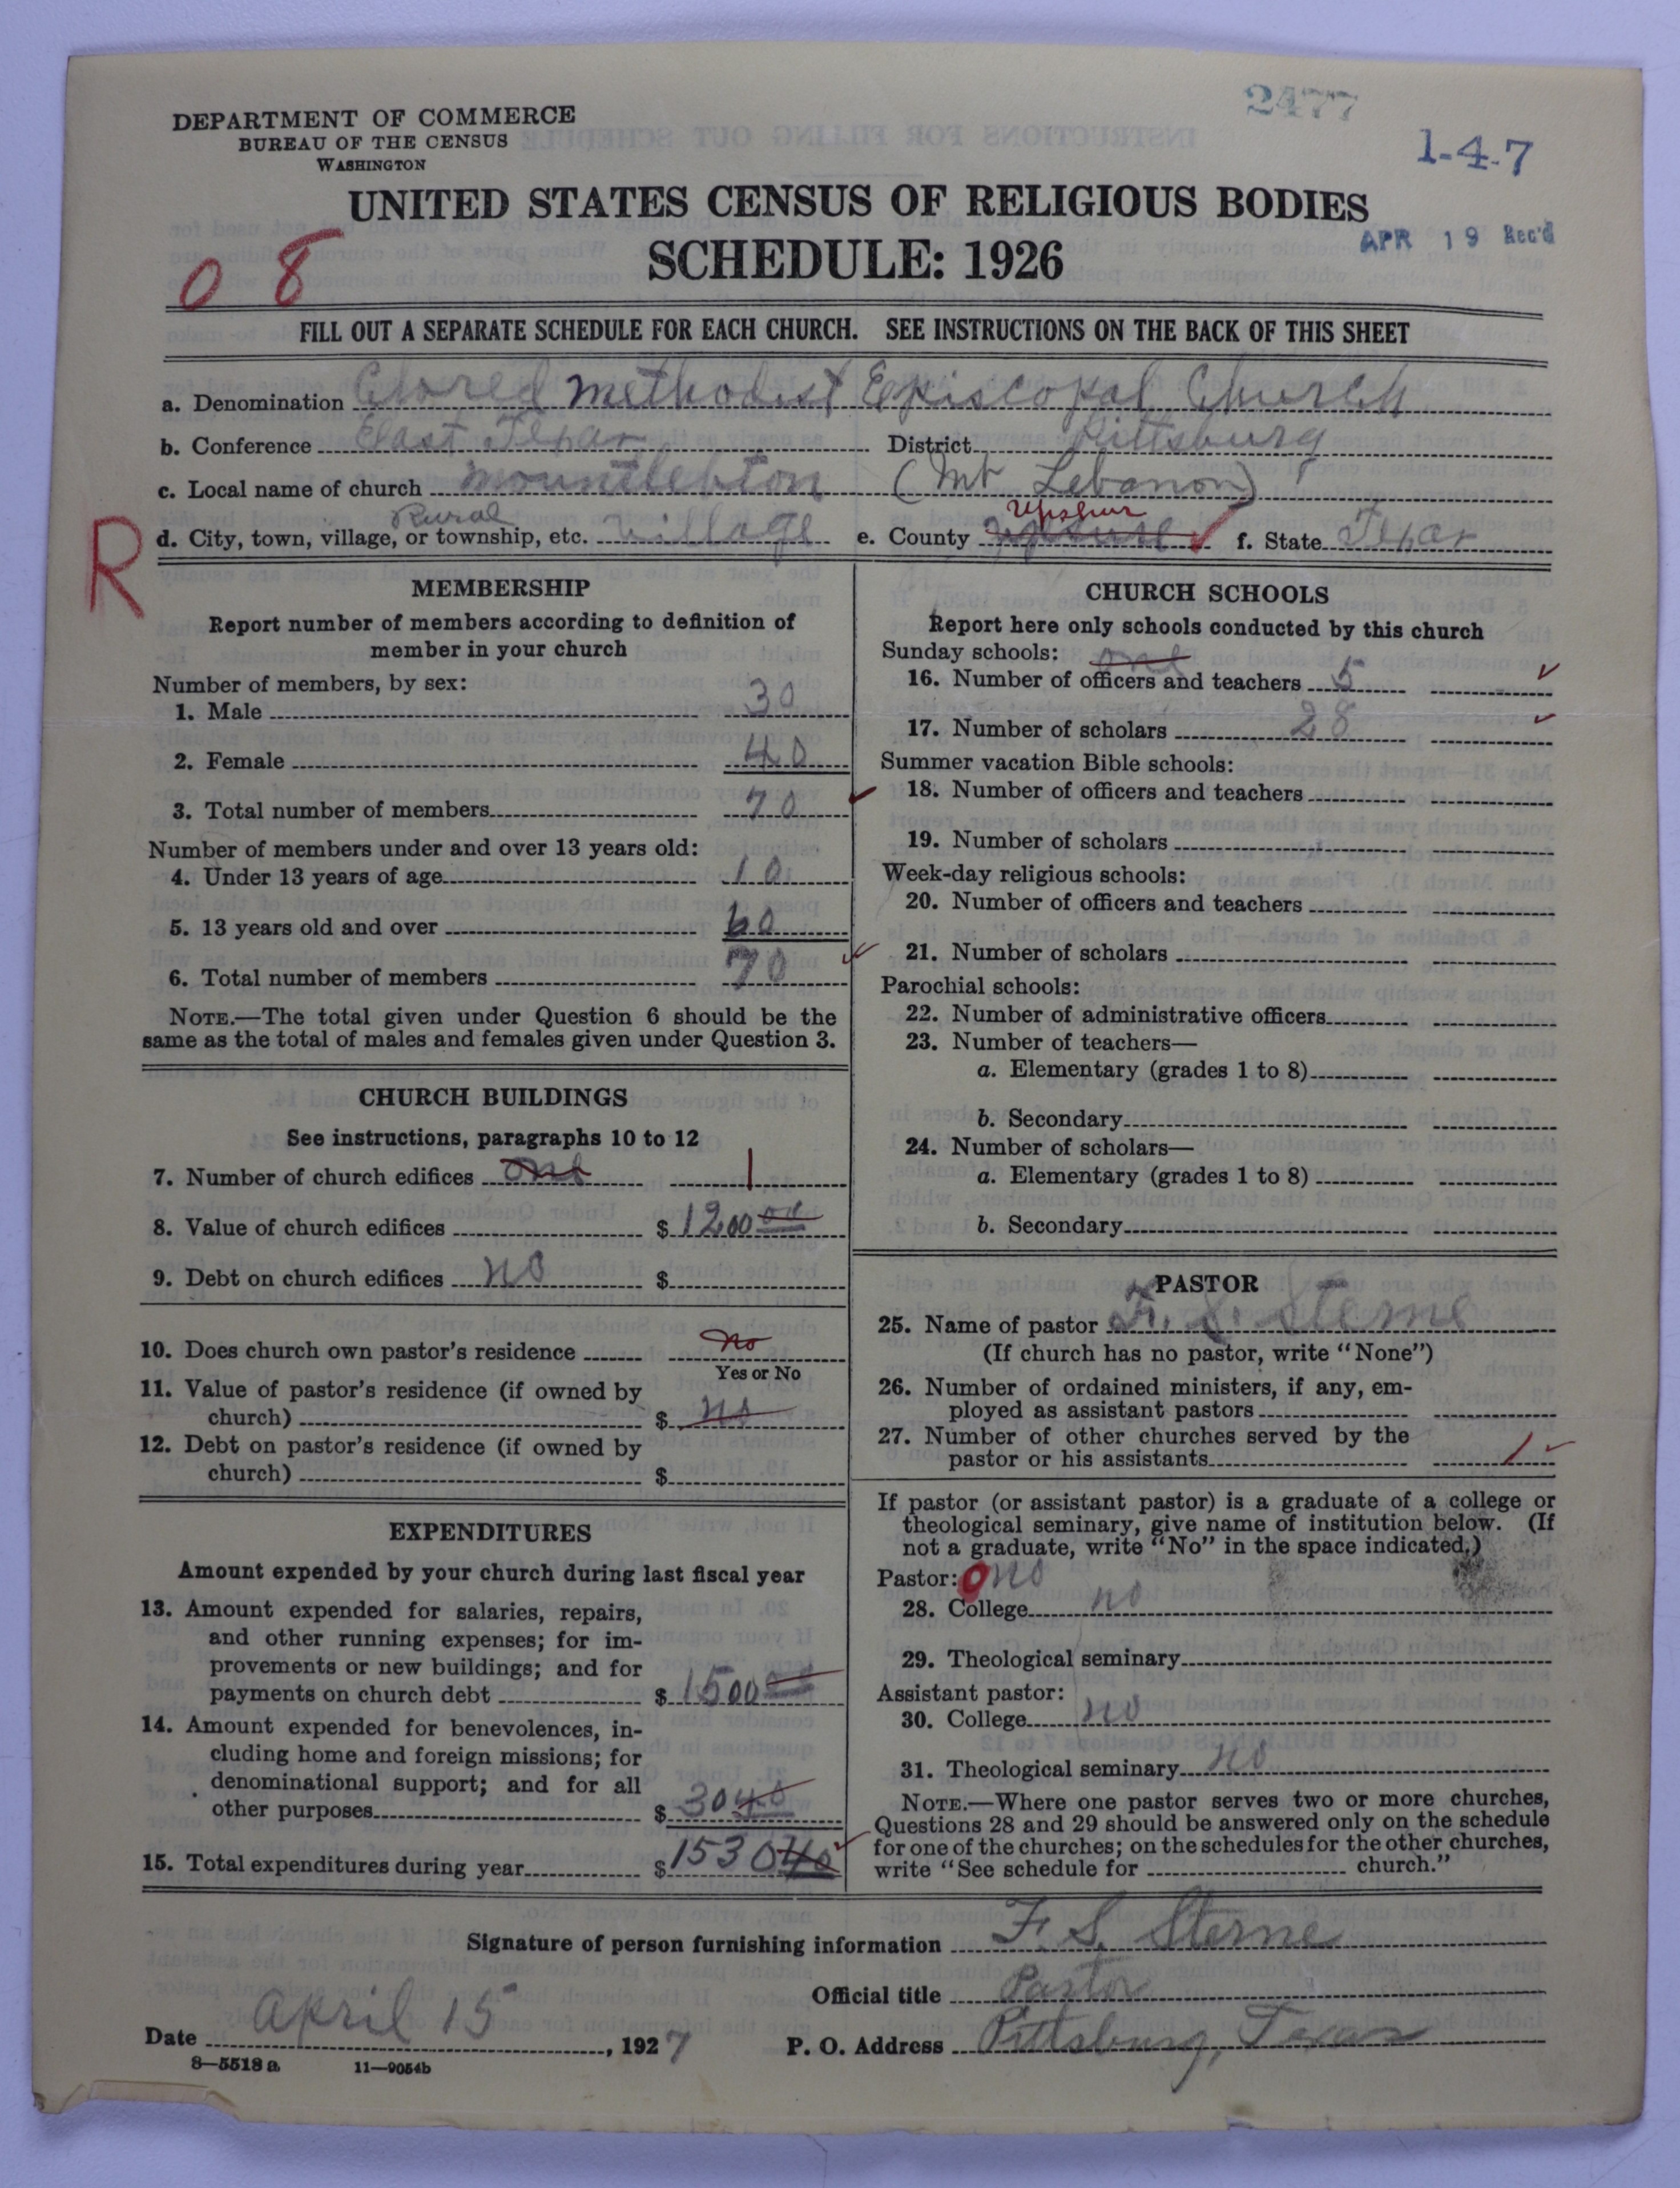 2477
DEPARTMENT OF COMMERCE
BUREAU OF THE CENSUS
WASHINGTON
1-4-7
UNITED STATES CENSUS OF RELIGIOUS BODIES
SCHEDULE: 1926
APR 19 Rec'd
0 8
FILL OUT A SEPARATE SCHEDULE FOR EACH CHURCH. SEE INSTRUCTIONS ON THE BACK OF THIS SHEET
a. Denomination Clored Methodist Episcopal Church
b. Conference East Texas District Pittsburg
c. Local name of church (Mt Lebanon)
R
Rural Upshur
d. City, town, village, or township, etc. village e. County f. State Texas
MEMBERSHIP
Report number of members according to definition of
member in your church
Number of members, by sex:
1. Male 30
2. Female 40
3. Total number of members 70
Number of members under and over 13 years old:
4. Under 13 years of age 10
5. 13 years old and over 60
6. Total number of members 70
NOTE.—The total given under Question 6 should be the
same as the total of males and females given under Question 3.
CHURCH BUILDINGS
See instructions, paragraphs 10 to 12
7. Number of church edifices one 1
8. Value of church edifices $ 1200 00
9. Debt on church edifices no $
10. Does church own pastor's residence No
Yes or No
11. Value of pastor's residence (if owned by
church) $ no
12. Debt on pastor's residence (if owned by
church) $
EXPENDITURES
Amount expended by your church during last fiscal year
13. Amount expended for salaries, repairs,
and other running expenses; for im-
provements or new buildings; and for
payments on church debt $ 1500
14. Amount expended for benevolences, in-
cluding home and foreign missions; for
denominational support; and for all
other purposes $ 30 40
15. Total expenditures during year $ 1530 40
CHURCH SCHOOLS
Report here only schools conducted by this church
Sunday schools: one
16. Number of officers and teachers 5
17. Number of scholars 28
Summer vacation Bible schools:
18. Number of officers and teachers
19. Number of scholars
Week-day religious schools:
20. Number of officers and teachers
21. Number of scholars
Parochial schools:
22. Number of administrative officers
23. Number of teachers—
a. Elementary (grades 1 to 8)
b. Secondary
24. Number of scholars—
a. Elementary (grades 1 to 8)
b. Secondary
PASTOR
25. Name of pastor F. S. Sterne
(If church has no pastor, write "None")
26. Number of ordained ministers, if any, em-
ployed as assistant pastors
27. Number of other churches served by the
pastor or his assistants 1
If pastor (or assistant pastor) is a graduate of a college or
theological seminary, give name of institution below. (If
not a graduate, write "No" in the space indicated.)
Pastor: 0 no
28. College no
29. Theological seminary
Assistant pastor:
30. College no
31. Theological seminary no
NOTE.—Where one pastor serves two or more churches,
Questions 28 and 29 should be answered only on the schedule
for one of the churches; on the schedules for the other churches,
write "See schedule for church."
Signature of person furnishing information F. S. Sterne
Official title Pastor
Date April 15, 1927 P. O. Address Pittsburg, Texas
8—5518 a 11—9054b